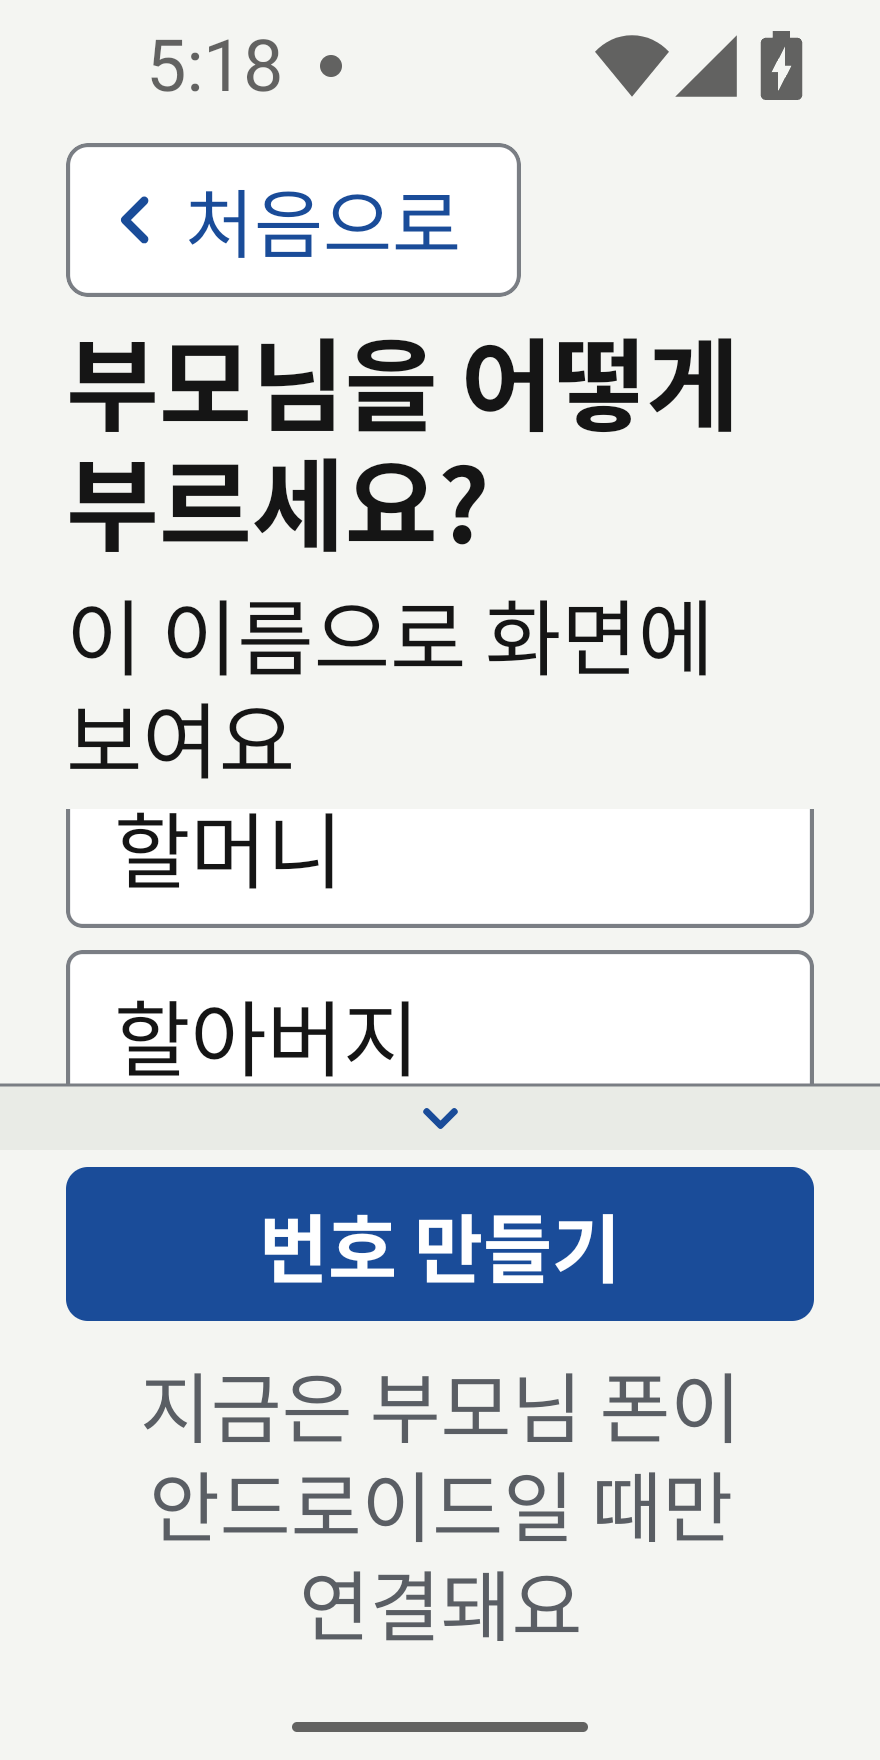 5:18
처음으로
부모님을 어떻게
부르세요?
이 이름으로 화면에
보여요
할머니
할아버지
번호 만들기
지금은 부모님 폰이
안드로이드일 때만
연결돼요